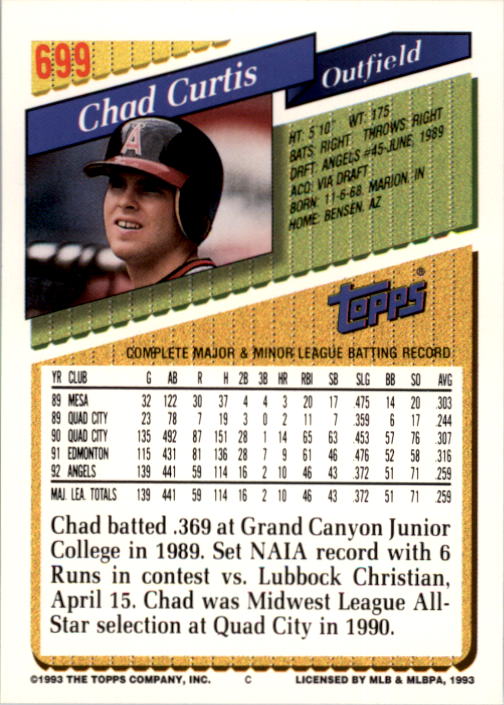 699
Chad Curtis
Outfield
HT: 5'10" WT: 175
BATS: RIGHT THROWS: RIGHT
DRFT: ANGELS #45-JUNE, 1989
ACQ: VIA DRAFT
BORN: 11-6-68, MARION, IN
HOME: BENSEN, AZ
A
Topps®
COMPLETE MAJOR & MINOR LEAGUE BATTING RECORD
YR CLUB G AB R H 2B 3B HR RBI SB SLG BB SO AVG
89 MESA 32 122 30 37 4 4 3 20 17 .475 14 20 .303
89 QUAD CITY 23 78 7 19 3 0 2 11 7 .359 6 17 .244
90 QUAD CITY 135 492 87 151 28 1 14 65 63 .453 57 76 .307
91 EDMONTON 115 431 81 136 28 7 9 61 46 .476 52 58 .316
92 ANGELS 139 441 59 114 16 2 10 46 43 .372 51 71 .259
MAJ. LEA. TOTALS 139 441 59 114 16 2 10 46 43 .372 51 71 .259
Chad batted .369 at Grand Canyon Junior
College in 1989. Set NAIA record with 6
Runs in contest vs. Lubbock Christian,
April 15. Chad was Midwest League All-
Star selection at Quad City in 1990.
©1993 THE TOPPS COMPANY, INC. C LICENSED BY MLB & MLBPA, 1993